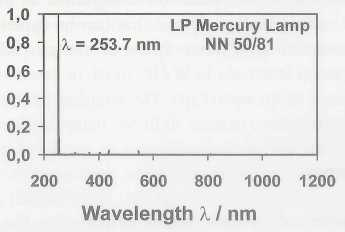 1,0
LP Mercury Lamp
0,8
λ = 253.7 nm
NN 50/81
0,6
0,4
0,2
0,0
200 400 600 800 1000 1200
Wavelength λ / nm